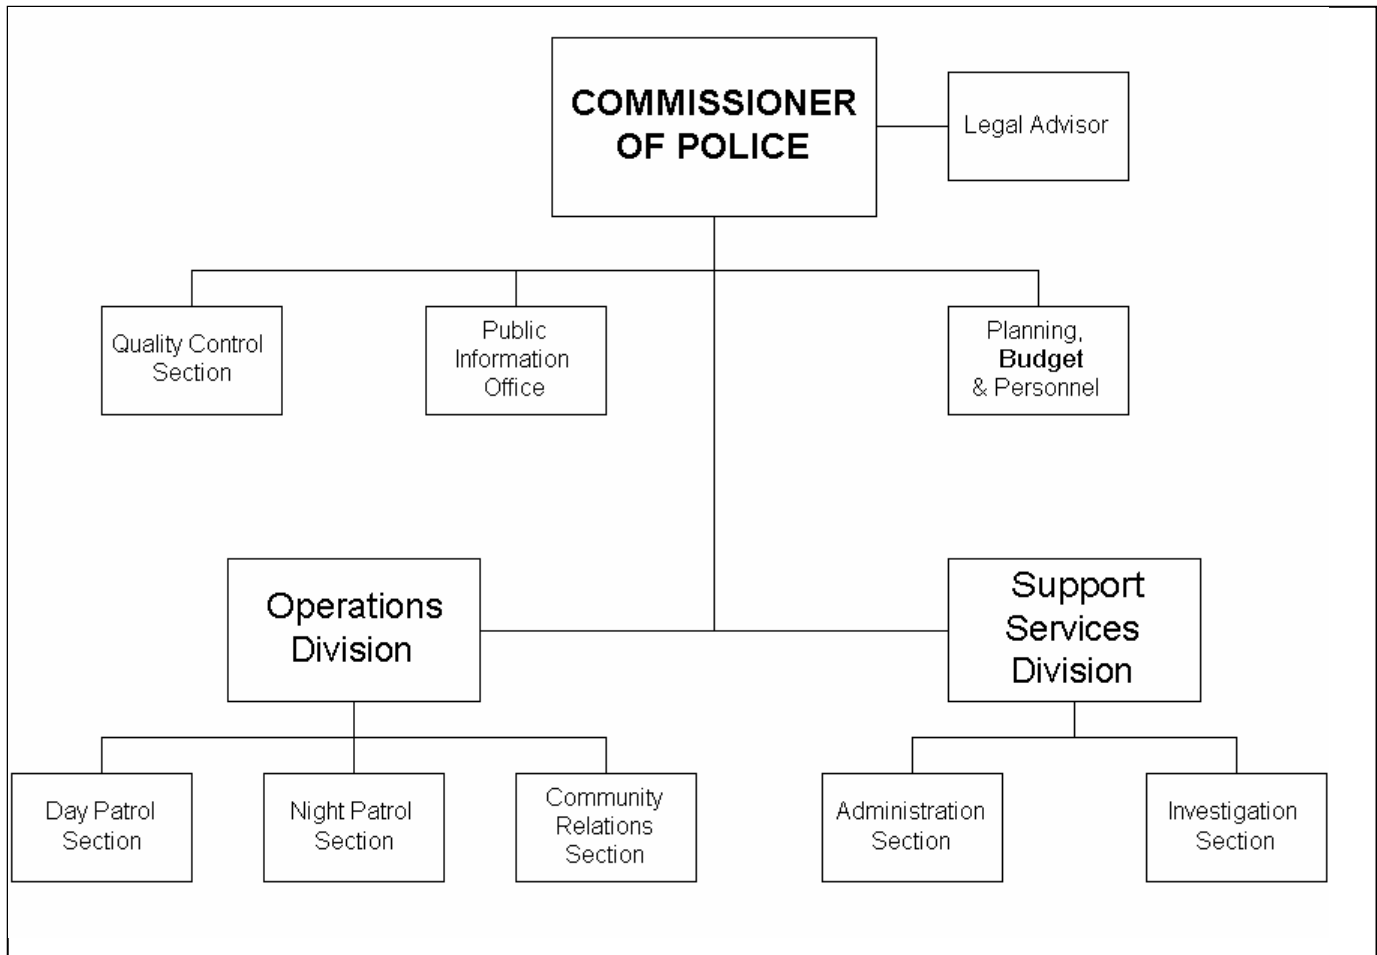 COMMISSIONER
OF POLICE
Legal Advisor
Quality Control
Section
Public
Information
Office
Planning,
Budget
& Personnel
Operations
Division
Support
Services
Division
Day Patrol
Section
Night Patrol
Section
Community
Relations
Section
Administration
Section
Investigation
Section